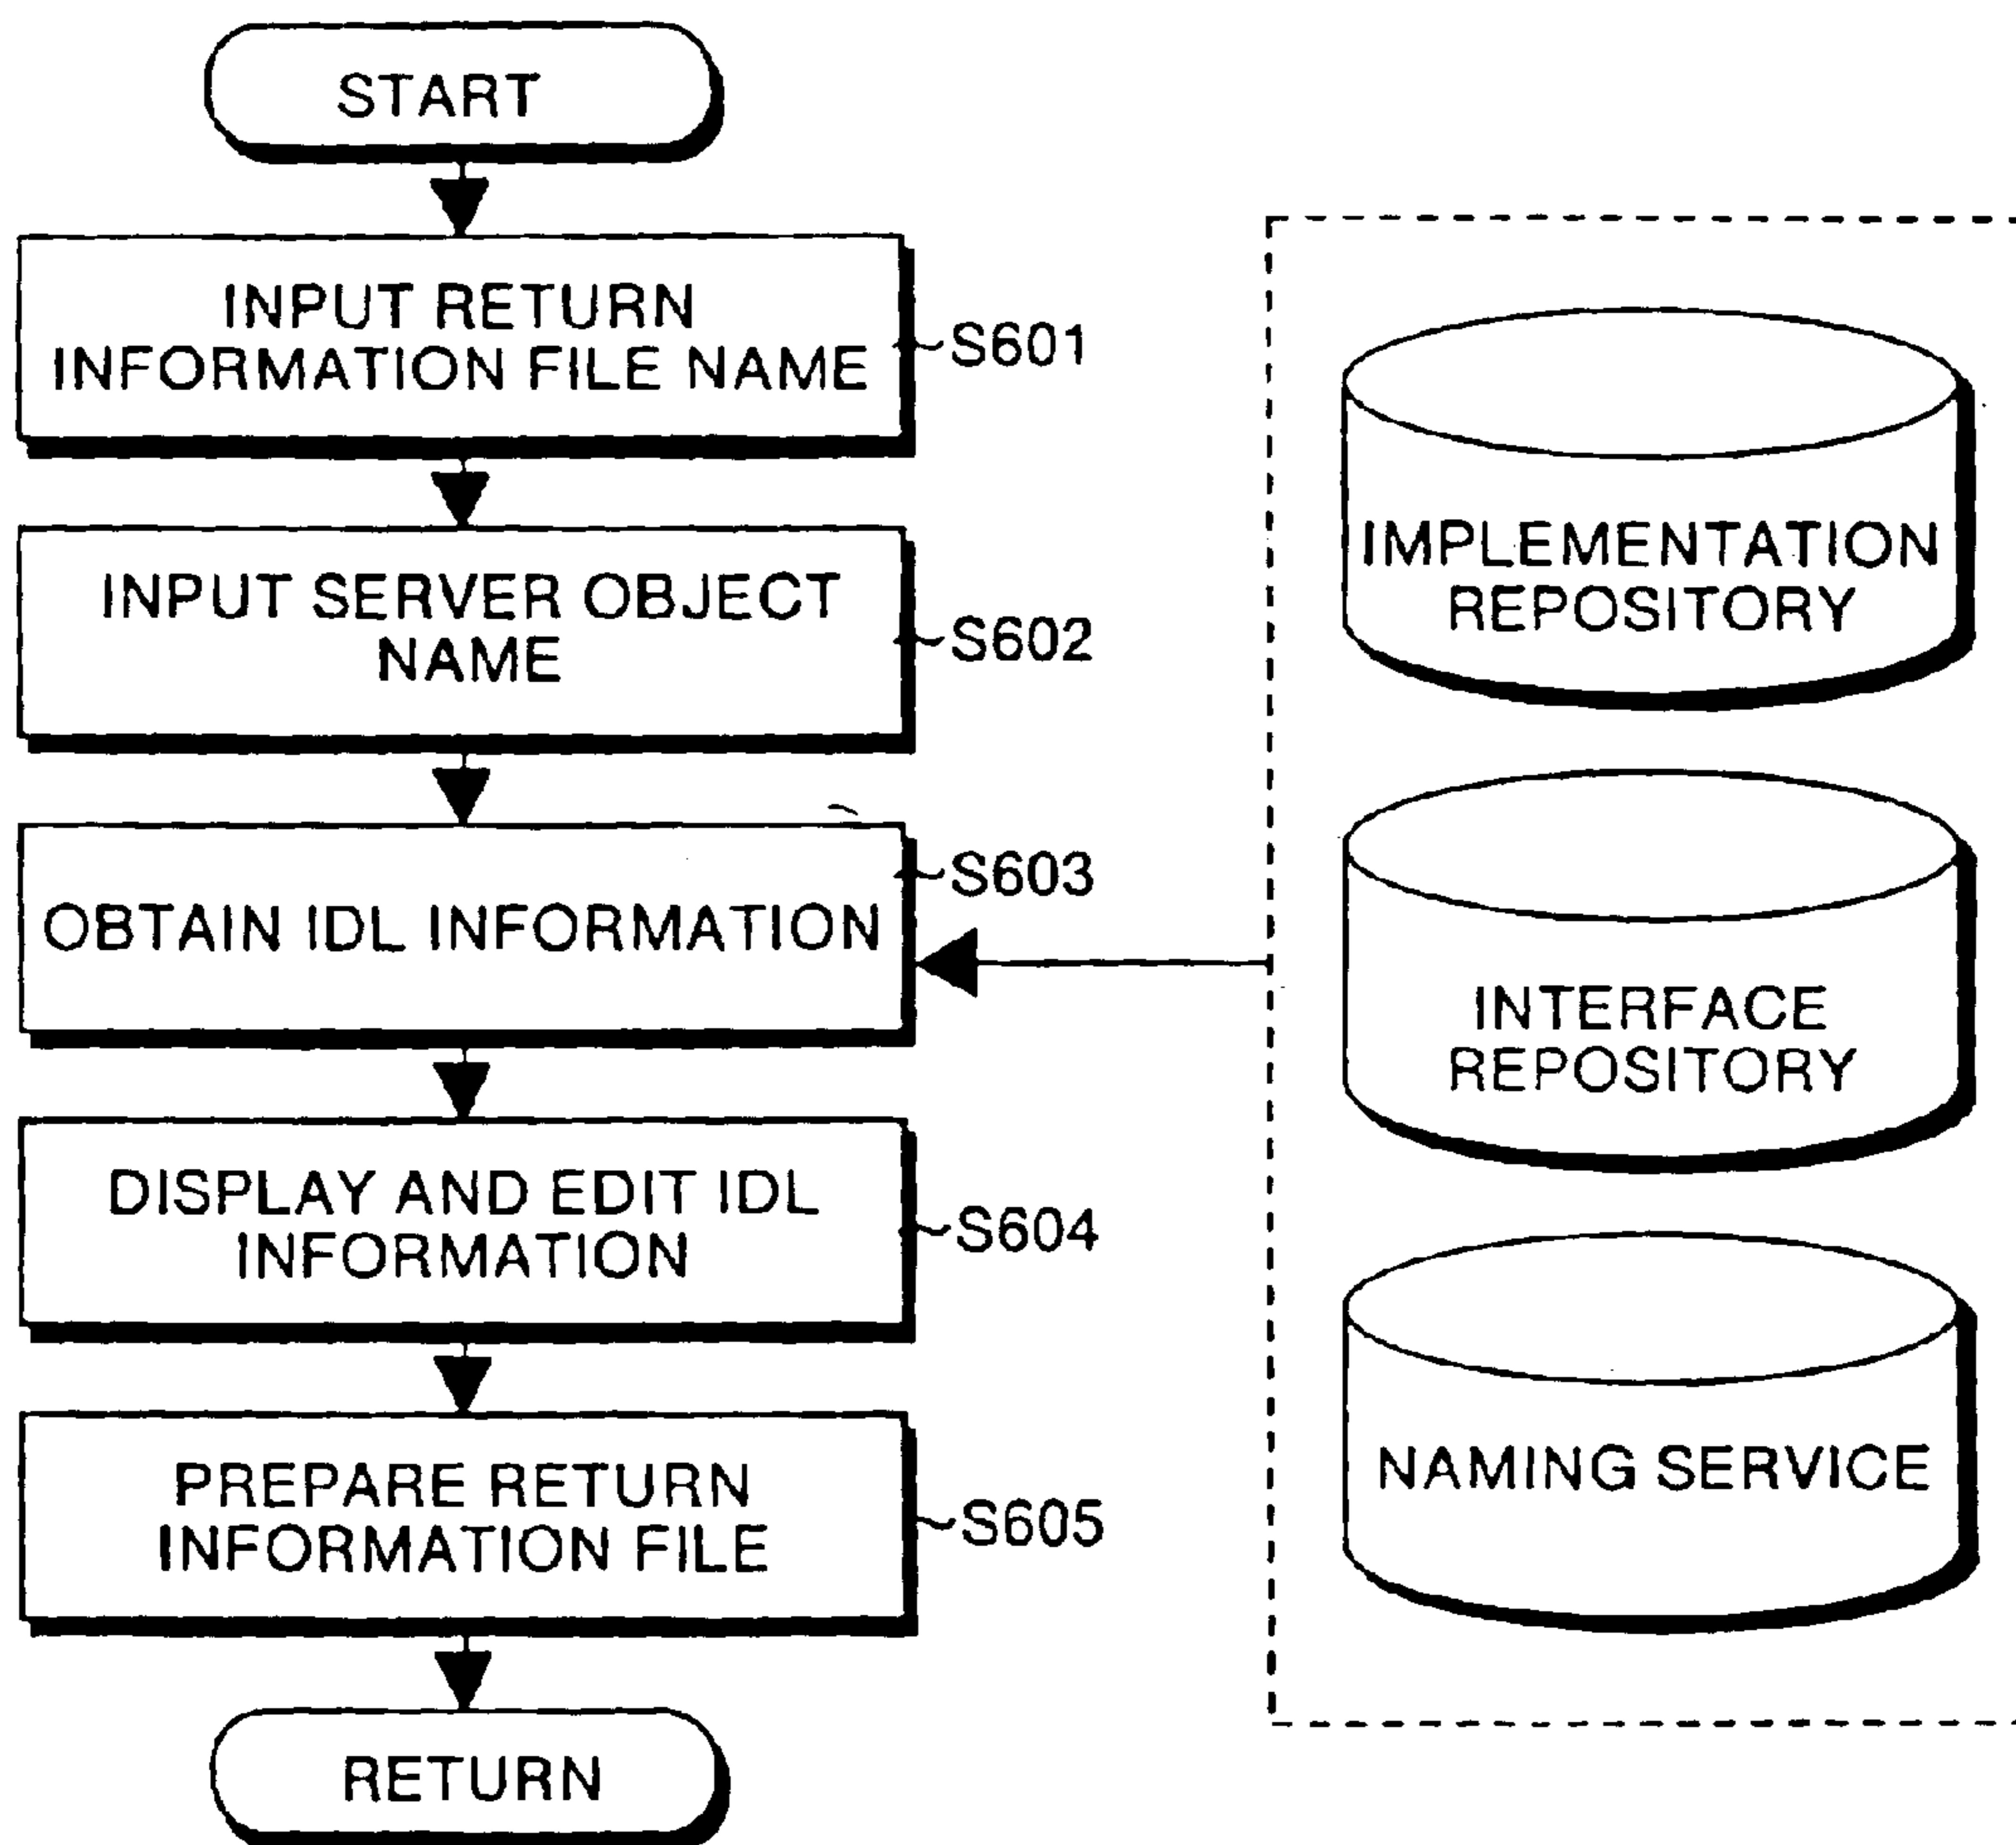 START
INPUT RETURN
INFORMATION FILE NAME
S601
INPUT SERVER OBJECT
NAME
S602
OBTAIN IDL INFORMATION
S603
DISPLAY AND EDIT IDL
INFORMATION
S604
PREPARE RETURN
INFORMATION FILE
S605
RETURN
IMPLEMENTATION
REPOSITORY
INTERFACE
REPOSITORY
NAMING SERVICE